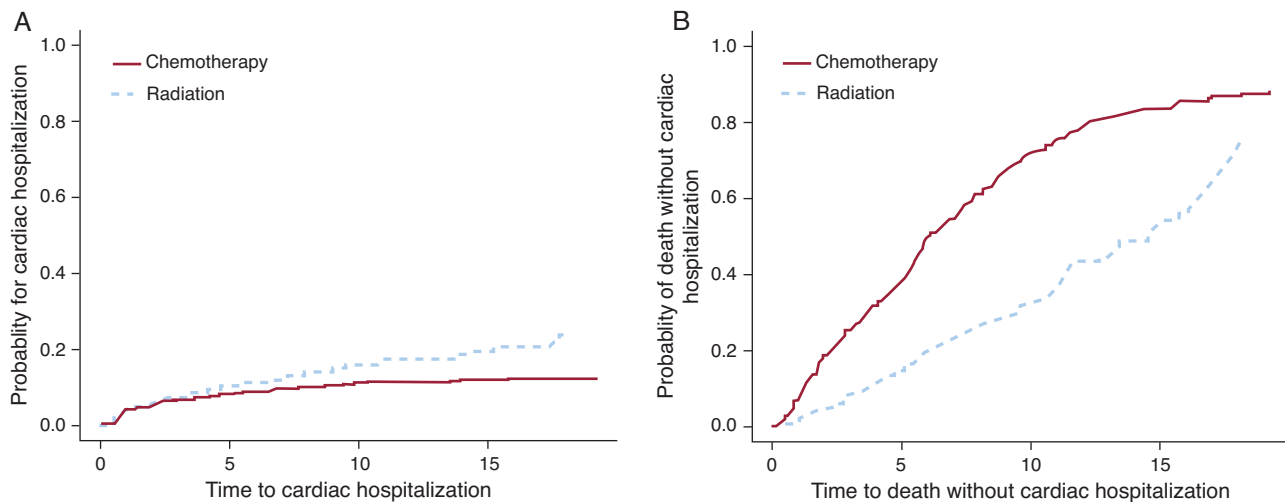 A
Probablity for cardiac hospitalization
1.0
0.8
0.6
0.4
0.2
0.0
Chemotherapy
Radiation
0
5
10
15
Time to cardiac hospitalization
B
Probablity of death without cardiac
hospitalization
1.0
0.8
0.6
0.4
0.2
0.0
Chemotherapy
Radiation
0
5
10
15
Time to death without cardiac hospitalization